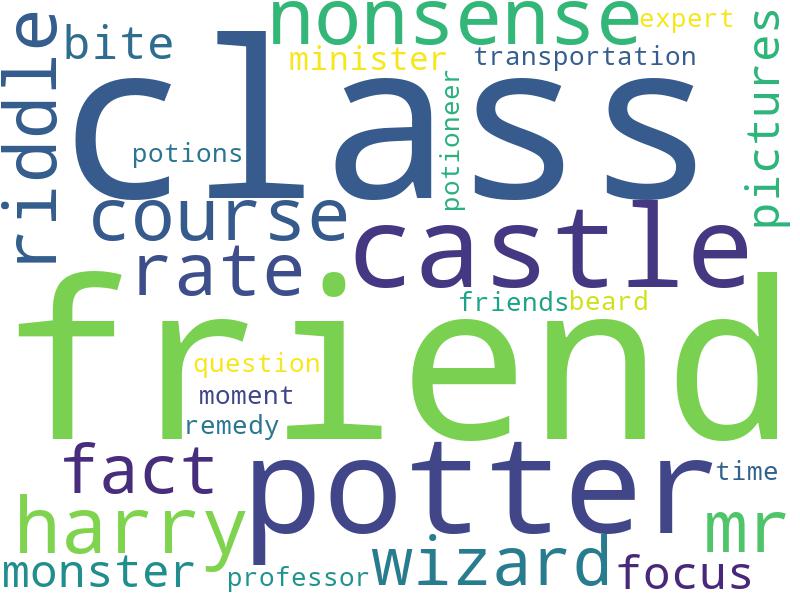 nonsense
expert
riddle
bite
minister
transportation
pictures
class
potions
potioneer
course
castle
rate
friends
beard
friend
question
moment
remedy
fact
potter
time
harry
mr
monster
professor
wizard
focus